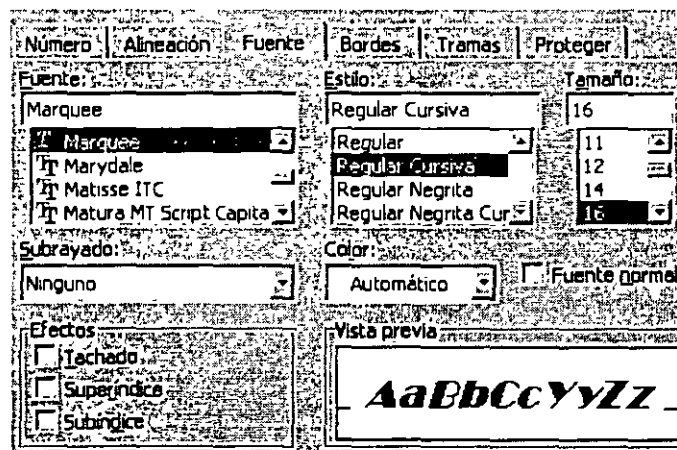 Número Alineación Fuente Bordes Tramas Proteger
Fuente: Estilo: Tamaño:
Marquee Regular Cursiva 16
Marquee Regular 11
Marydale Regular Cursiva 12
Matisse ITC Regular Negrita 14
Matura MT Script Capita Regular Negrita Cur 16
Subrayado: Color:
Ninguno Automático Fuente normal
Efectos Vista previa
Tachado
Superíndice
Subíndice
AaBbCcYyZz